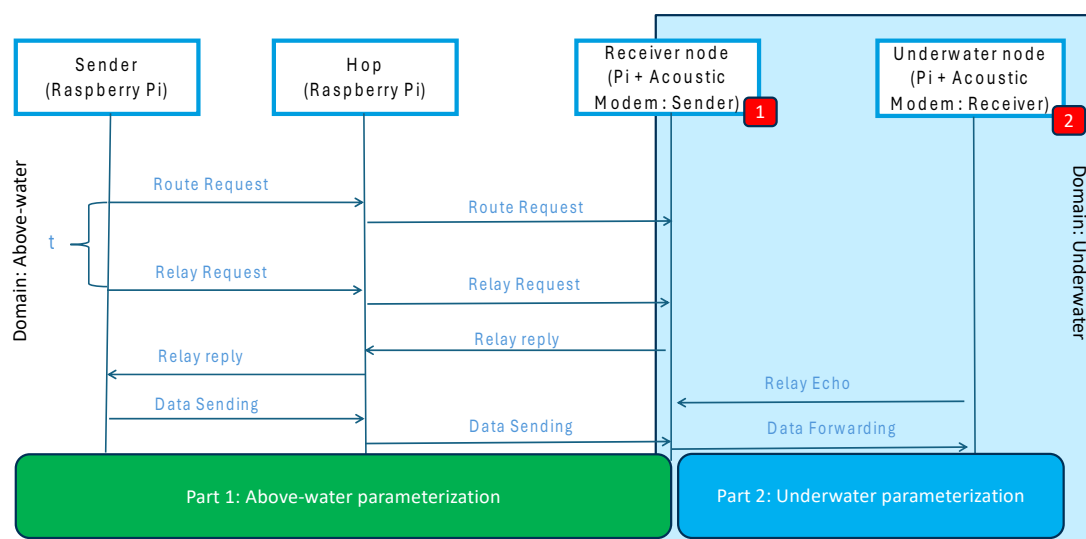 Sender
(Raspberry Pi)
Hop
(Raspberry Pi)
Receiver node
(Pi + Acoustic
Modem: Sender)
1
Underwater node
(Pi + Acoustic
Modem: Receiver)
2
Domain: Above-water
Domain: Underwater
Route Request
Route Request
t
Relay Request
Relay Request
Relay reply
Relay reply
Relay Echo
Data Sending
Data Sending
Data Forwarding
Part 1: Above-water parameterization
Part 2: Underwater parameterization